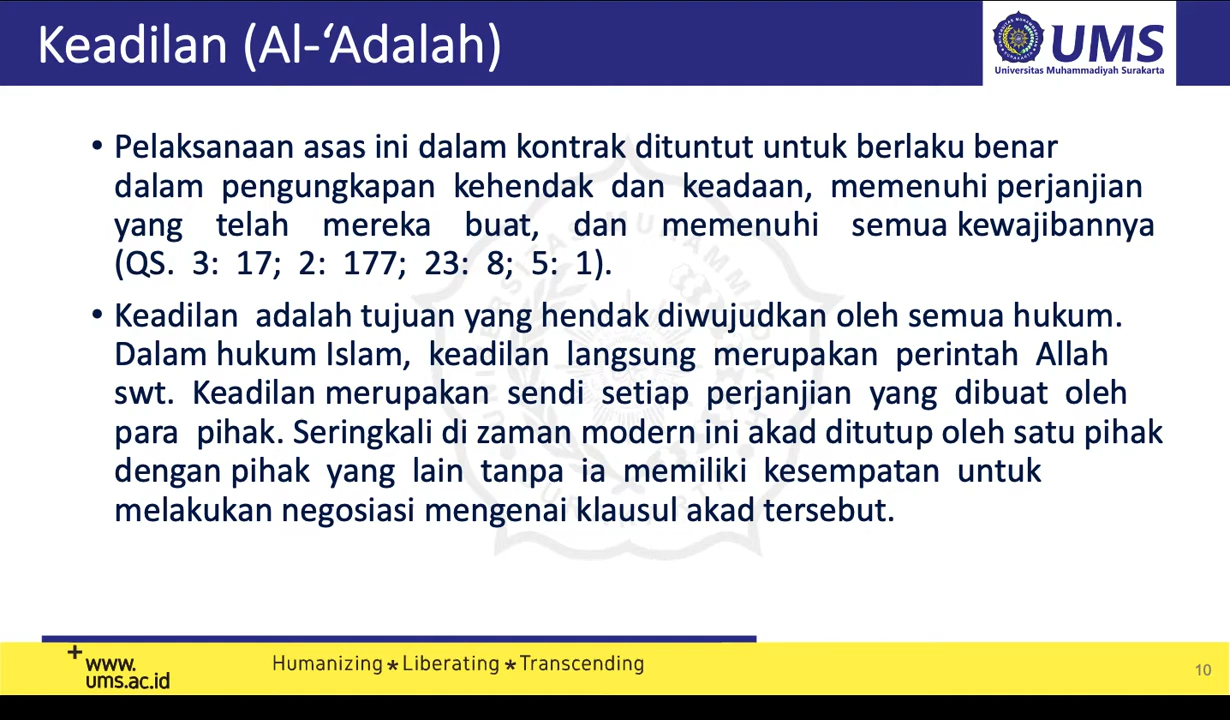 Keadilan (Al-‘Adalah)
UMS
Universitas Muhammadiyah Surakarta
• Pelaksanaan asas ini dalam kontrak dituntut untuk berlaku benar
dalam pengungkapan kehendak dan keadaan, memenuhi perjanjian
yang telah mereka buat, dan memenuhi semua kewajibannya
(QS. 3: 17; 2: 177; 23: 8; 5: 1).
• Keadilan adalah tujuan yang hendak diwujudkan oleh semua hukum.
Dalam hukum Islam, keadilan langsung merupakan perintah Allah
swt. Keadilan merupakan sendi setiap perjanjian yang dibuat oleh
para pihak. Seringkali di zaman modern ini akad ditutup oleh satu pihak
dengan pihak yang lain tanpa ia memiliki kesempatan untuk
melakukan negosiasi mengenai klausul akad tersebut.
+
www.
ums.ac.id
Humanizing * Liberating * Transcending
10